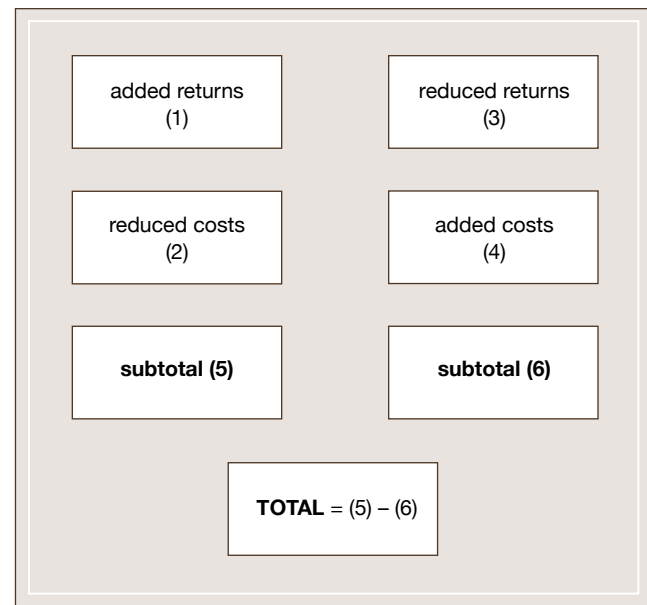 added returns
(1)
reduced returns
(3)
reduced costs
(2)
added costs
(4)
subtotal (5)
subtotal (6)
TOTAL = (5) – (6)